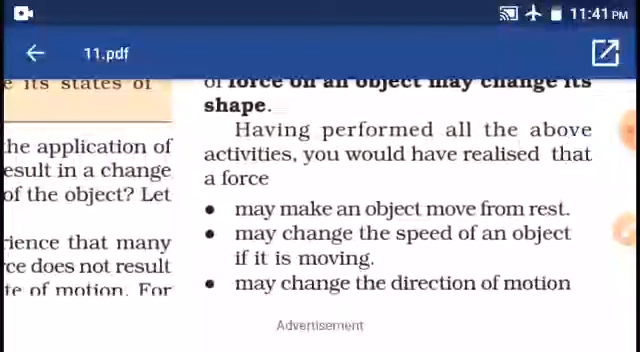 11:41 PM
11.pdf
e its states of
the application of
esult in a change
of the object? Let
rience that many
ce does not result
te of motion. For
of force on an object may change its
shape.
Having performed all the above
activities, you would have realised that
a force
• may make an object move from rest.
• may change the speed of an object
if it is moving.
• may change the direction of motion
Advertisement